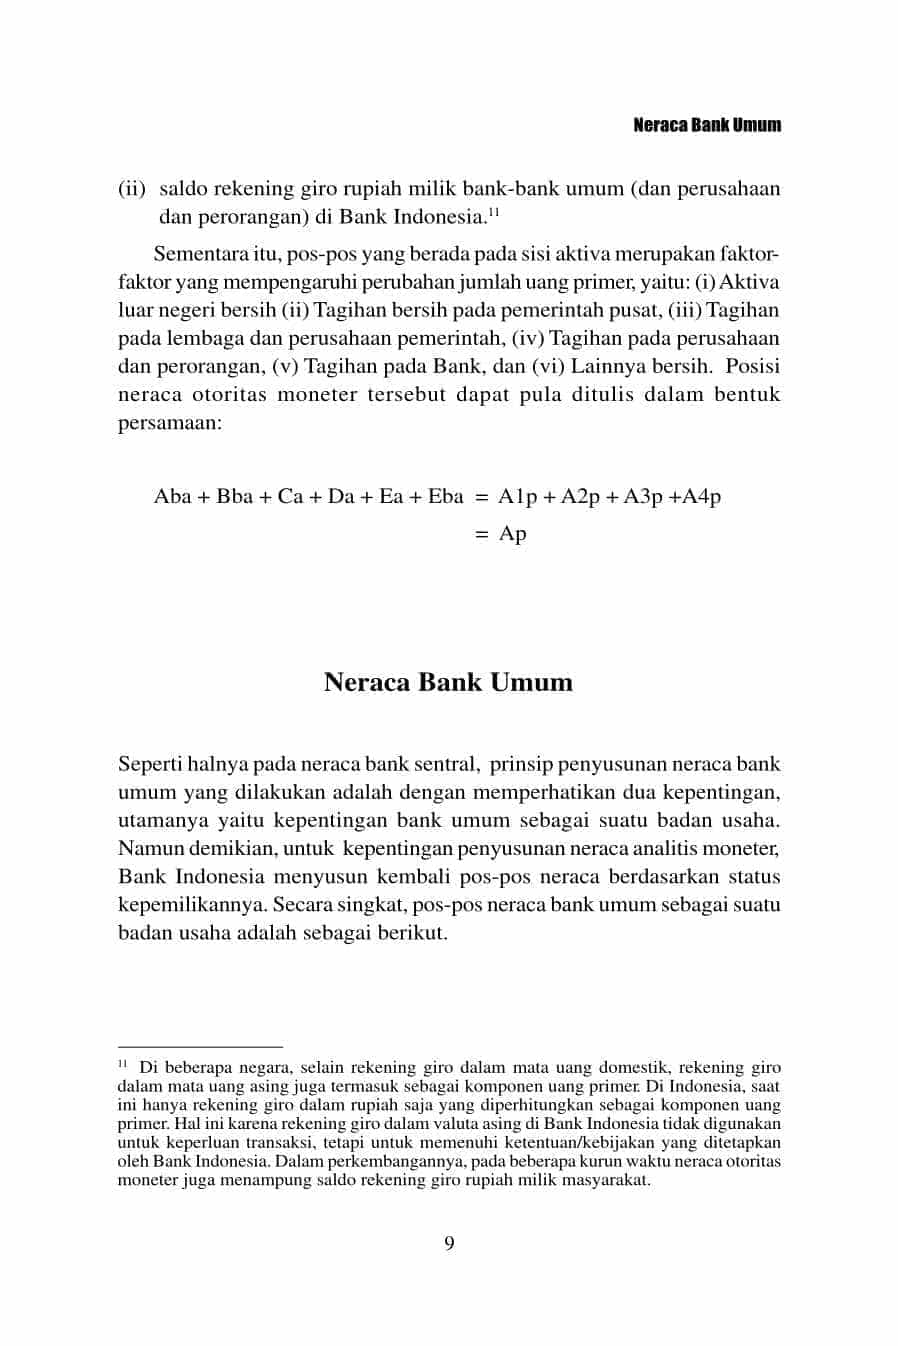 Neraca Bank Umum
(ii) saldo rekening giro rupiah milik bank-bank umum (dan perusahaan
dan perorangan) di Bank Indonesia.¹¹
Sementara itu, pos-pos yang berada pada sisi aktiva merupakan faktor-
faktor yang mempengaruhi perubahan jumlah uang primer, yaitu: (i) Aktiva
luar negeri bersih (ii) Tagihan bersih pada pemerintah pusat, (iii) Tagihan
pada lembaga dan perusahaan pemerintah, (iv) Tagihan pada perusahaan
dan perorangan, (v) Tagihan pada Bank, dan (vi) Lainnya bersih. Posisi
neraca otoritas moneter tersebut dapat pula ditulis dalam bentuk
persamaan:
Aba + Bba + Ca + Da + Ea + Eba = A1p + A2p + A3p +A4p
= Ap
Neraca Bank Umum
Seperti halnya pada neraca bank sentral, prinsip penyusunan neraca bank
umum yang dilakukan adalah dengan memperhatikan dua kepentingan,
utamanya yaitu kepentingan bank umum sebagai suatu badan usaha.
Namun demikian, untuk kepentingan penyusunan neraca analitis moneter,
Bank Indonesia menyusun kembali pos-pos neraca berdasarkan status
kepemilikannya. Secara singkat, pos-pos neraca bank umum sebagai suatu
badan usaha adalah sebagai berikut.
¹¹ Di beberapa negara, selain rekening giro dalam mata uang domestik, rekening giro
dalam mata uang asing juga termasuk sebagai komponen uang primer. Di Indonesia, saat
ini hanya rekening giro dalam rupiah saja yang diperhitungkan sebagai komponen uang
primer. Hal ini karena rekening giro dalam valuta asing di Bank Indonesia tidak digunakan
untuk keperluan transaksi, tetapi untuk memenuhi ketentuan/kebijakan yang ditetapkan
oleh Bank Indonesia. Dalam perkembangannya, pada beberapa kurun waktu neraca otoritas
moneter juga menampung saldo rekening giro rupiah milik masyarakat.
9